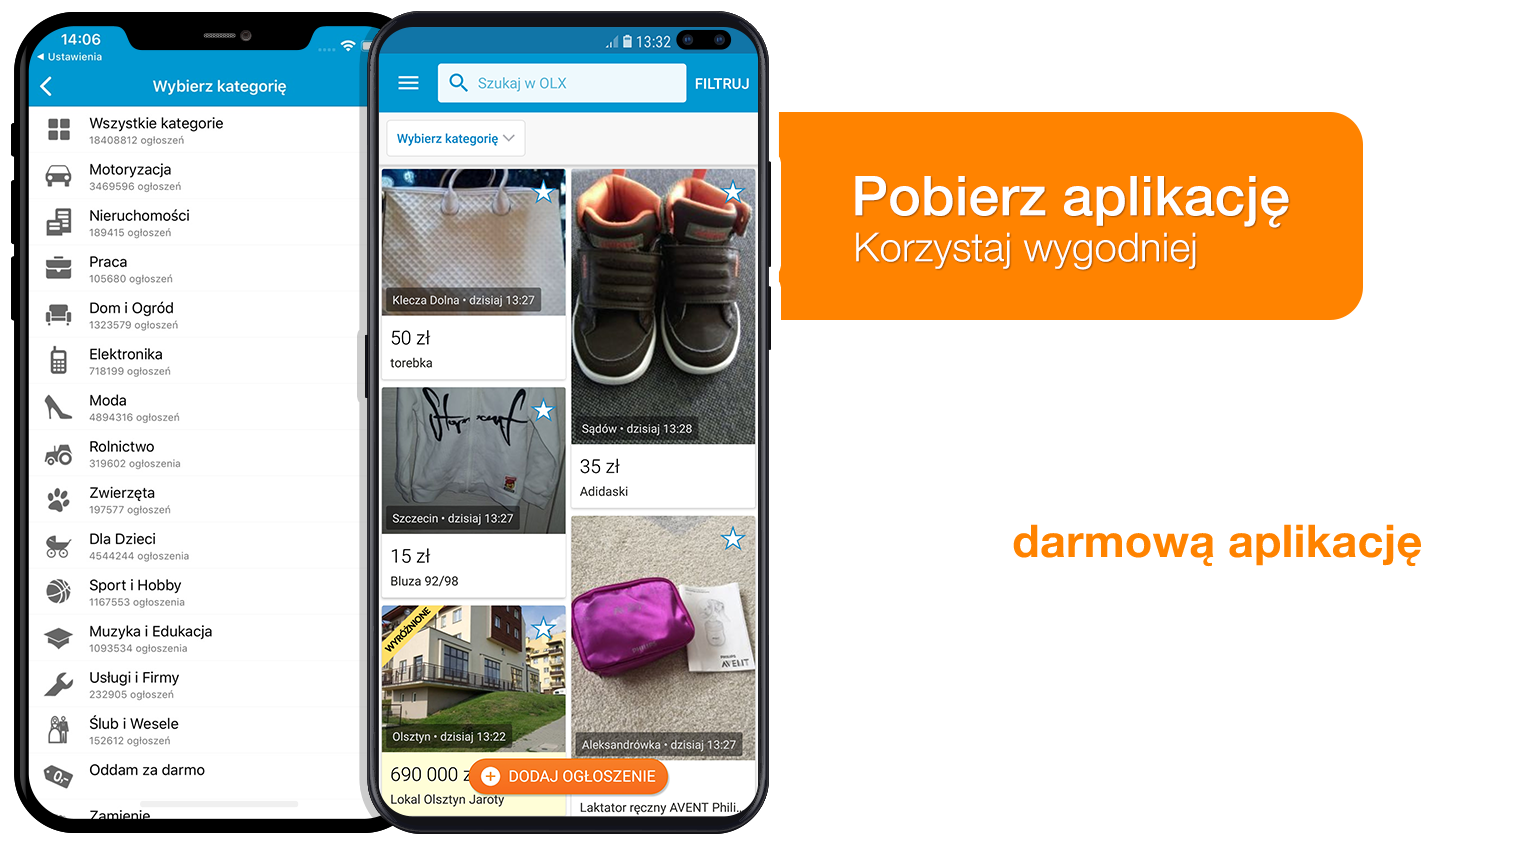 14:06
Ustawienia
Wybierz kategorię
Wszystkie kategorie
18408812 ogłoszeń
Motoryzacja
3469596 ogłoszeń
Nieruchomości
189415 ogłoszeń
Praca
105680 ogłoszeń
Dom i Ogród
1323579 ogłoszeń
Elektronika
718199 ogłoszeń
Moda
4894316 ogłoszeń
Rolnictwo
319602 ogłoszenia
Zwierzęta
197577 ogłoszeń
Dla Dzieci
4544244 ogłoszenia
Sport i Hobby
1167553 ogłoszenia
Muzyka i Edukacja
1093534 ogłoszenia
Usługi i Firmy
232905 ogłoszeń
Ślub i Wesele
152612 ogłoszeń
Oddam za darmo
Zamienię
13:32
Szukaj w OLX
FILTRUJ
Wybierz kategorię
Klecza Dolna • dzisiaj 13:27
50 zł
torebka
Szczecin • dzisiaj 13:27
15 zł
Bluza 92/98
WYRÓŻNIONE
Olsztyn • dzisiaj 13:22
690 000 z
Lokal Olsztyn Jaroty
Sądów • dzisiaj 13:28
35 zł
Adidaski
PHILIPS
AVENT
Aleksandrówka • dzisiaj 13:27
Laktator ręczny AVENT Phili...
DODAJ OGŁOSZENIE
Pobierz aplikację
Korzystaj wygodniej
darmową aplikację